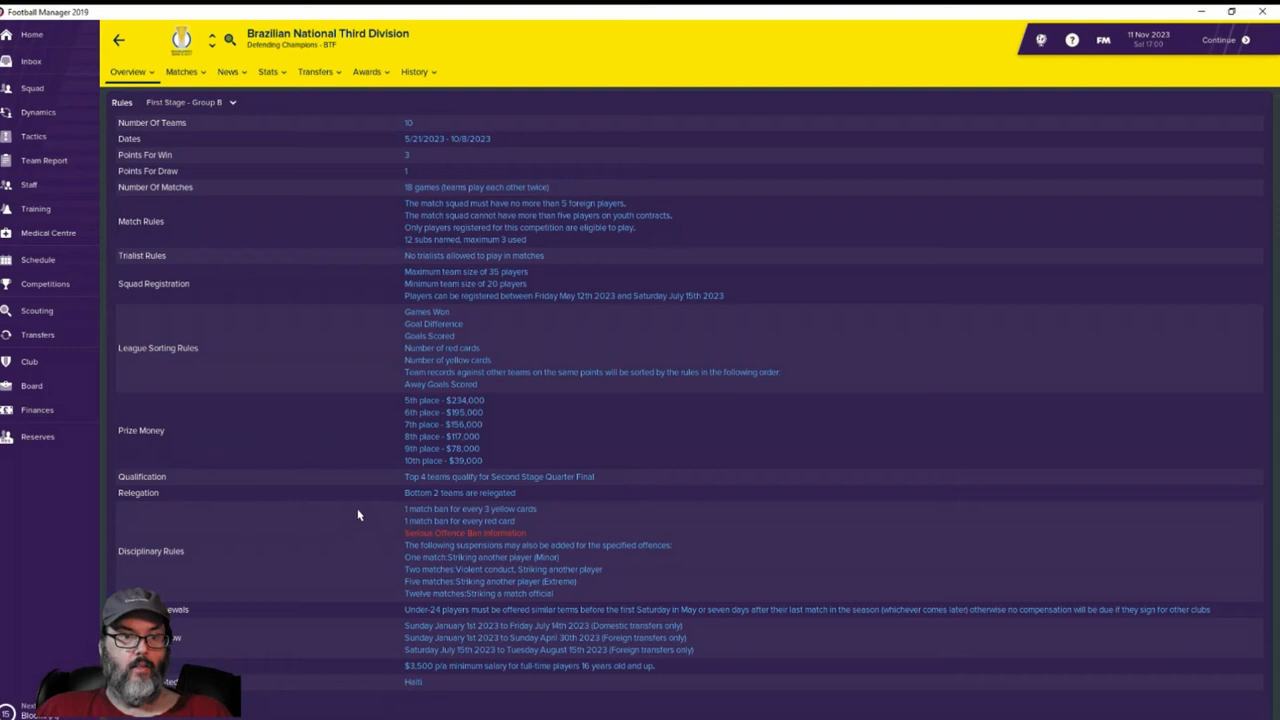 Football Manager 2019
Home
Inbox
Squad
Dynamics
Tactics
Team Report
Staff
Training
Medical Centre
Schedule
Competitions
Scouting
Transfers
Club
Board
Finances
Reserves
Brazilian National Third Division
Defending Champions - BTF
FM
11 Nov 2023
Sat 17:00
Continue
Overview
Matches
News
Stats
Transfers
Awards
History
Rules First Stage - Group B
Number Of Teams 10
Dates 5/21/2023 - 10/8/2023
Points For Win 3
Points For Draw 1
Number Of Matches 18 games (teams play each other twice)
Match Rules
The match squad must have no more than 5 foreign players.
The match squad cannot have more than five players on youth contracts.
Only players registered for this competition are eligible to play.
12 subs named, maximum 3 used
Trialist Rules No trialists allowed to play in matches
Squad Registration
Maximum team size of 35 players
Minimum team size of 20 players
Players can be registered between Friday May 12th 2023 and Saturday July 15th 2023
League Sorting Rules
Games Won
Goal Difference
Goals Scored
Number of red cards
Number of yellow cards
Team records against other teams on the same points will be sorted by the rules in the following order:
Away Goals Scored
Prize Money
5th place - $234,000
6th place - $195,000
7th place - $156,000
8th place - $117,000
9th place - $78,000
10th place - $39,000
Qualification Top 4 teams qualify for Second Stage Quarter Final
Relegation Bottom 2 teams are relegated
Disciplinary Rules
1 match ban for every 3 yellow cards
1 match ban for every red card
Serious Offence Ban Information
The following suspensions may also be added for the specified offences:
One match:Striking another player (Minor)
Two matches:Violent conduct, Striking another player
Five matches:Striking another player (Extreme)
Twelve matches:Striking a match official
Under-24 players must be offered similar terms before the first Saturday in May or seven days after their last match in the season (whichever comes later) otherwise no compensation will be due if they sign for other clubs
Sunday January 1st 2023 to Friday July 14th 2023 (Domestic transfers only)
Sunday January 1st 2023 to Sunday April 30th 2023 (Foreign transfers only)
Saturday July 15th 2023 to Tuesday August 15th 2023 (Foreign transfers only)
$3,500 p/a minimum salary for full-time players 16 years old and up.
Haiti
15